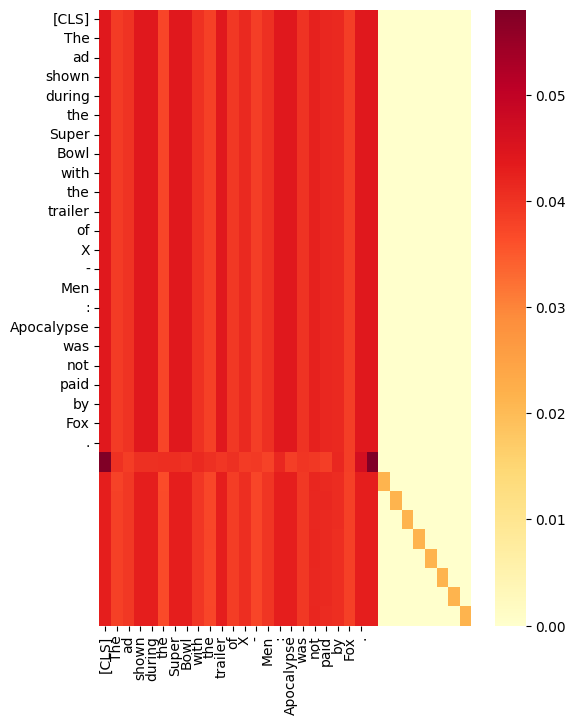 [CLS]
The
ad
shown
during
the
Super
Bowl
with
the
trailer
of
X
-
Men
:
Apocalypse
was
not
paid
by
Fox
.
0.05
0.04
0.03
0.02
0.01
0.00
[CLS]
The
ad
shown
during
the
Super
Bowl
with
the
trailer
of
X
-
Men
:
Apocalypse
was
not
paid
by
Fox
.